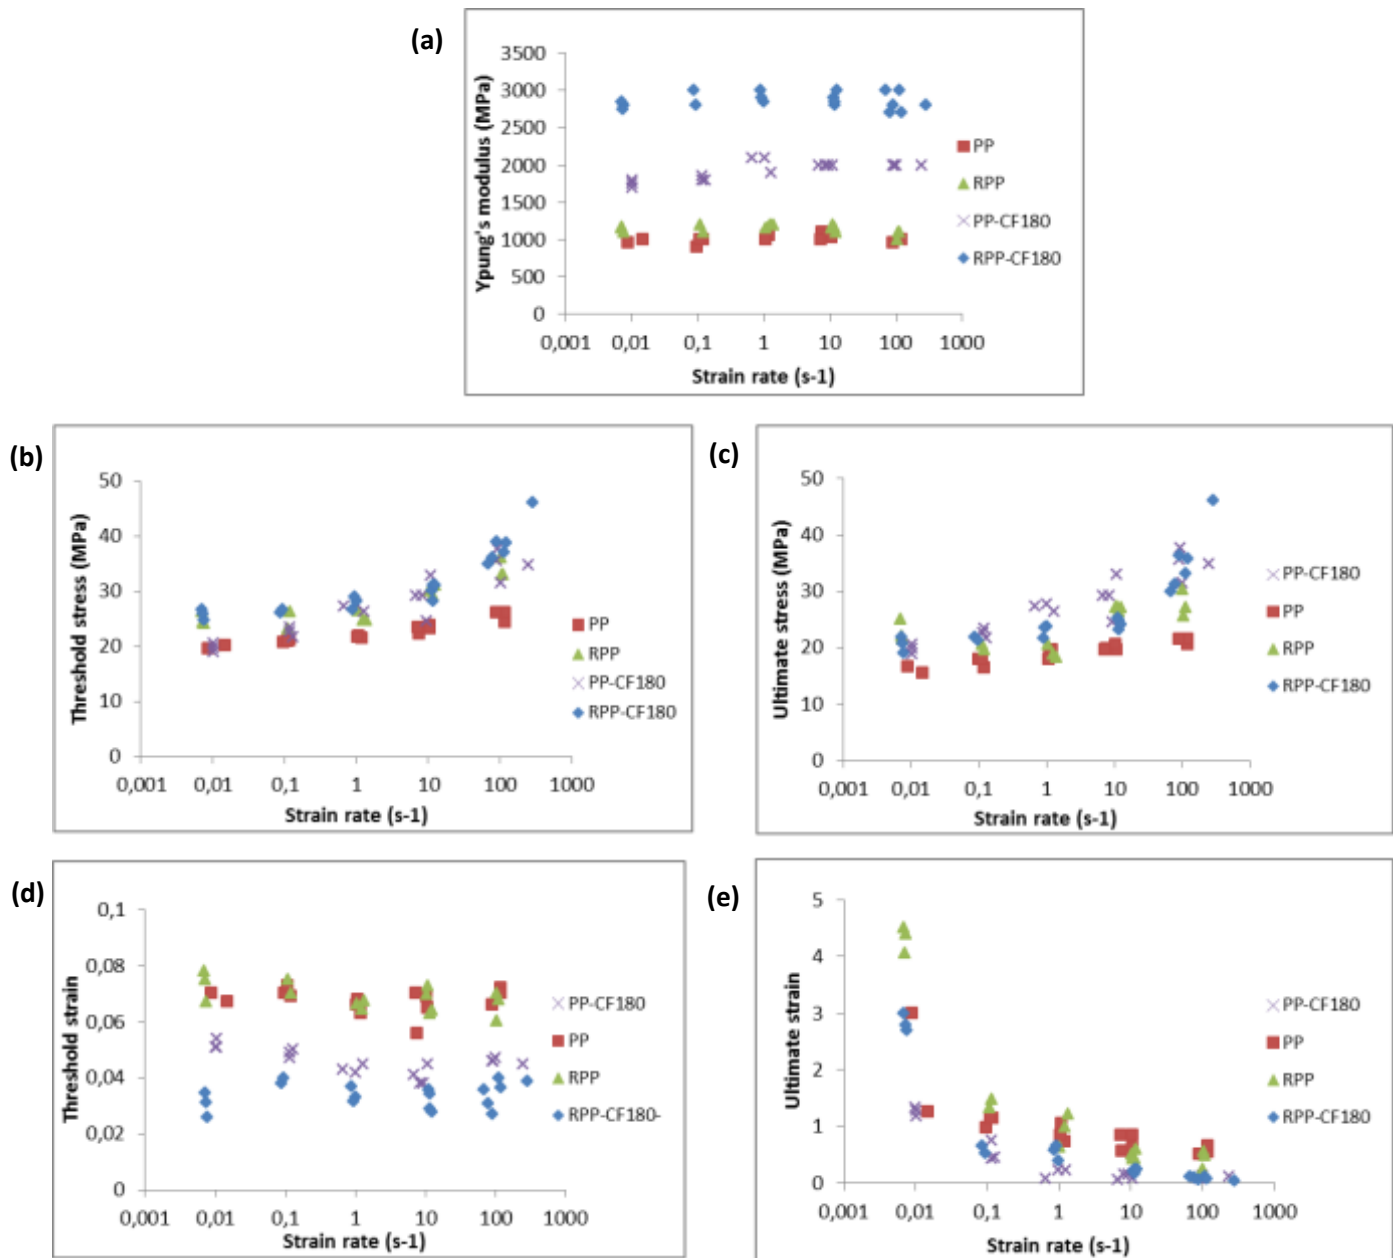 (a)
Ypung's modulus (MPa)
3500
3000
2500
2000
1500
1000
500
0
0,001 0,01 0,1 1 10 100 1000
Strain rate (s-1)
PP
RPP
PP-CF180
RPP-CF180
(b)
Threshold stress (MPa)
50
40
30
20
10
0
0,001 0,01 0,1 1 10 100 1000
Strain rate (s-1)
PP
RPP
PP-CF180
RPP-CF180
(c)
Ultimate stress (MPa)
50
40
30
20
10
0
0,001 0,01 0,1 1 10 100 1000
Strain rate (s-1)
PP-CF180
PP
RPP
RPP-CF180
(d)
Threshold strain
0,1
0,08
0,06
0,04
0,02
0
0,001 0,01 0,1 1 10 100 1000
Strain rate (s-1)
PP-CF180
PP
RPP
RPP-CF180-
(e)
Ultimate strain
5
4
3
2
1
0
0,001 0,01 0,1 1 10 100 1000
Strain rate (s-1)
PP-CF180
PP
RPP
RPP-CF180